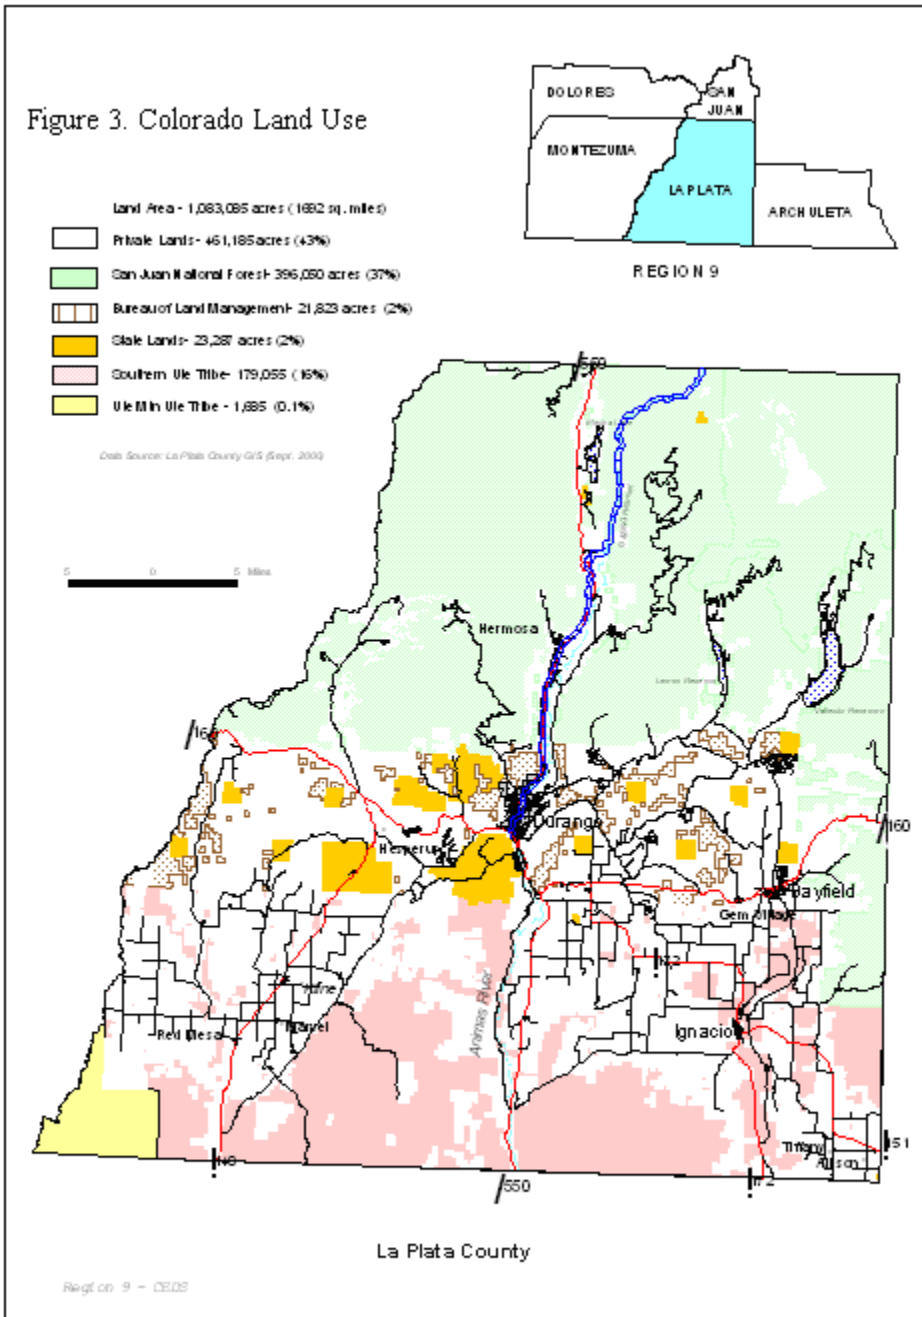 Figure 3. Colorado Land Use
DOLORES
SAN
JUAN
MONTEZUMA
LA PLATA
ARCHULETA
REGION 9
Land Area - 1,083,085 acres (1692 sq. miles)
Private Lands- 461,185 acres (43%)
San Juan National Forest- 396,050 acres (37%)
Bureau of Land Management- 21,823 acres (2%)
State Lands- 23,287 acres (2%)
Southern Ute Tribe- 179,055 (16%)
Ute Mtn Ute Tribe - 1,685 (0.1%)
Data Source: La Plata County GIS (Sept. 2000)
5 0 5 Miles
550
Hermosa
Lemon Reservoir
Vallecito Reservoir
160
Durango
160
Hesperus
Bayfield
Gem Village
172
Animas River
Red Mesa
Marvel
Ignacio
Tiffany
Allison
151
140
550
172
La Plata County
Region 9 - CEDS